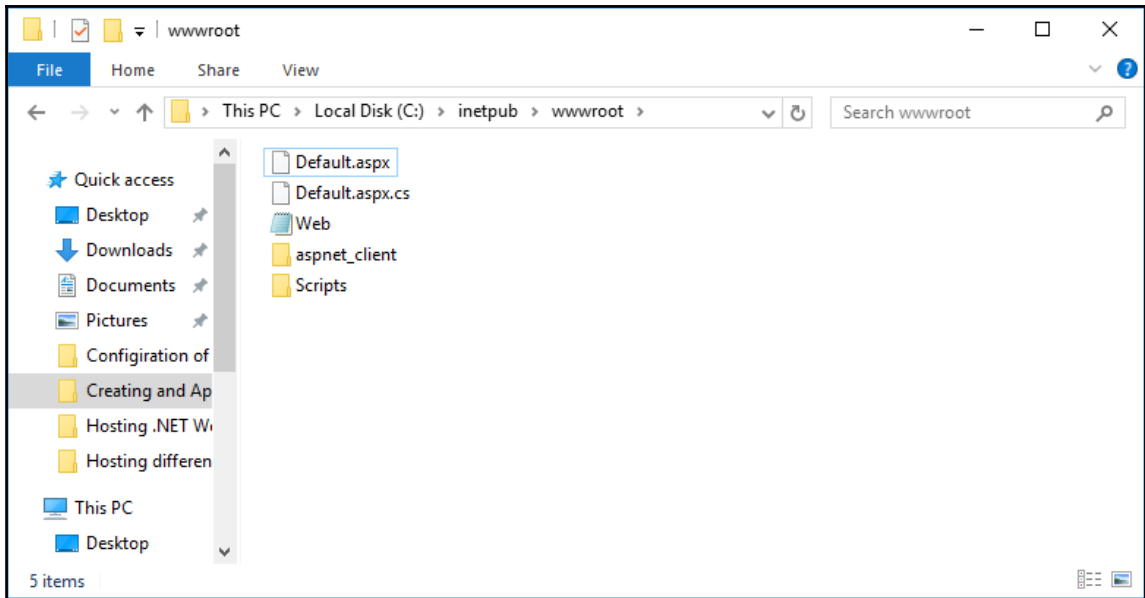 wwwroot
File Home Share View
This PC > Local Disk (C:) > inetpub > wwwroot >
Search wwwroot
Quick access
Desktop
Downloads
Documents
Pictures
Configiration of
Creating and Ap
Hosting .NET We
Hosting differen
This PC
Desktop
Default.aspx
Default.aspx.cs
Web
aspnet_client
Scripts
5 items